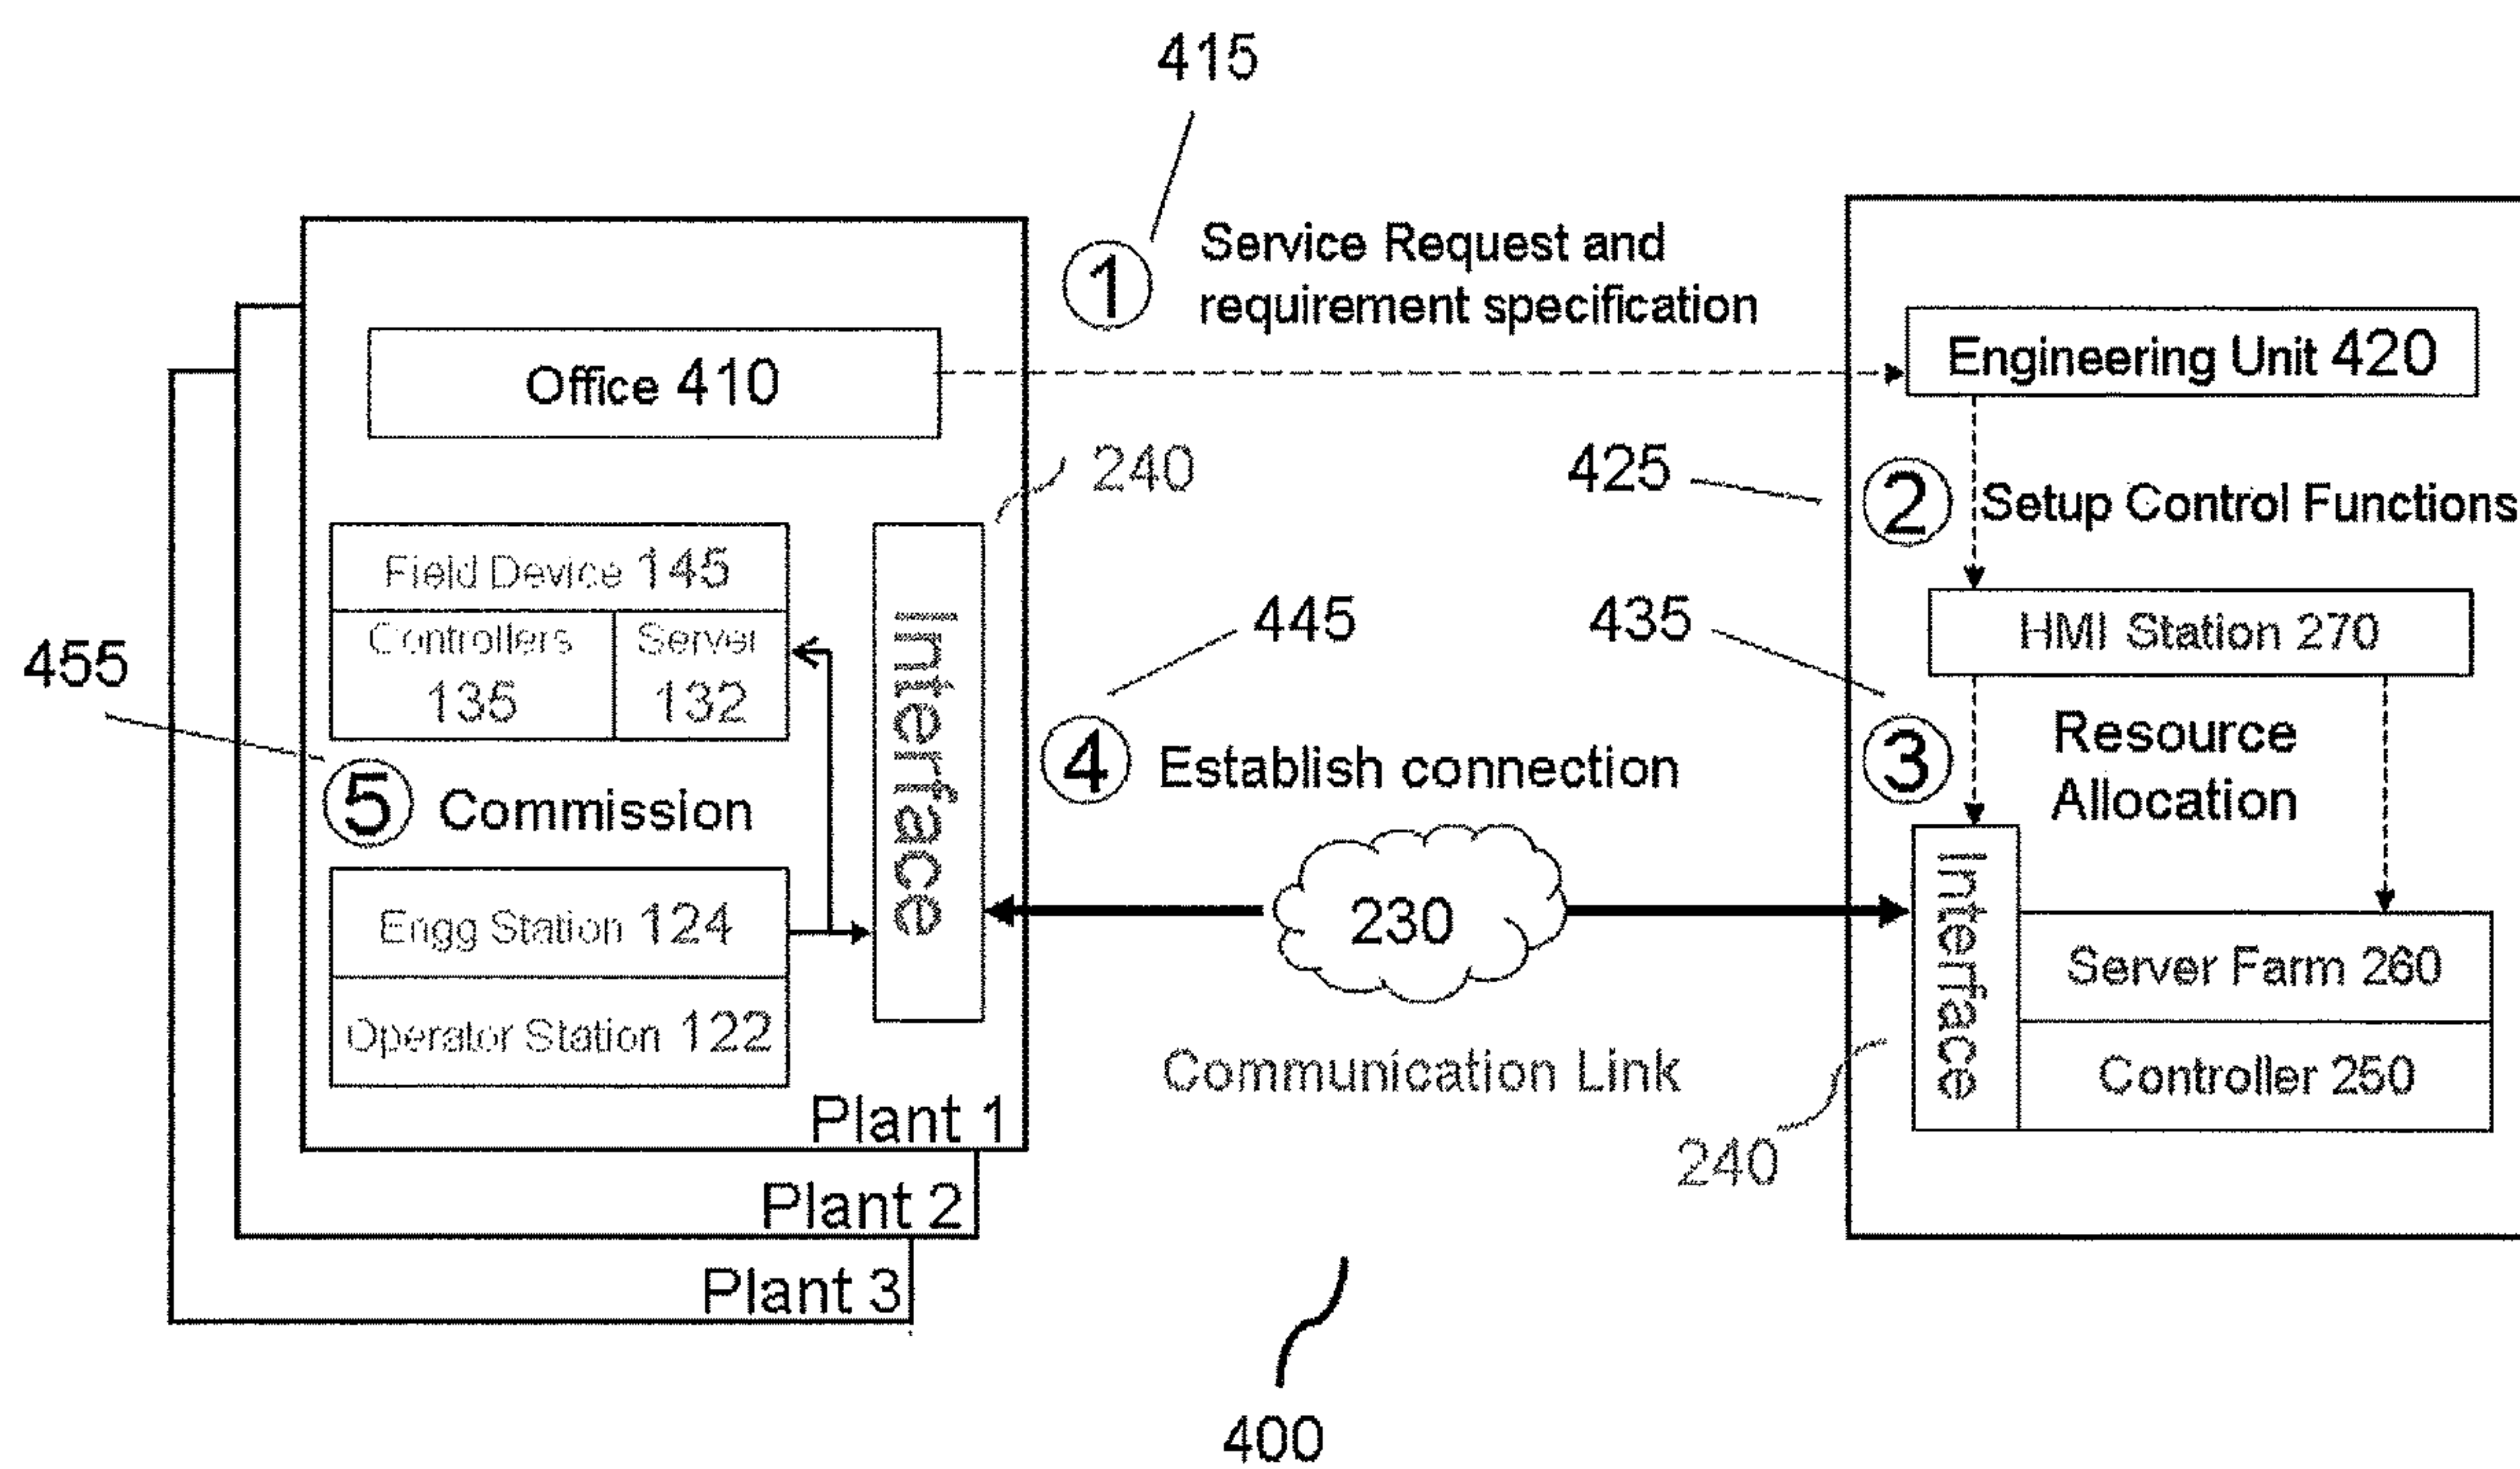 415
1
Service Request and
requirement specification
Office 410
Engineering Unit 420
240
425
2
Setup Control Functions
Field Device 145
Controllers
135
Server
132
Interface
445
435
HMI Station 270
455
5
Commission
4
Establish connection
3
Resource
Allocation
Engg Station 124
Operator Station 122
230
Communication Link
Interface
Server Farm 260
Controller 250
240
Plant 1
Plant 2
Plant 3
400